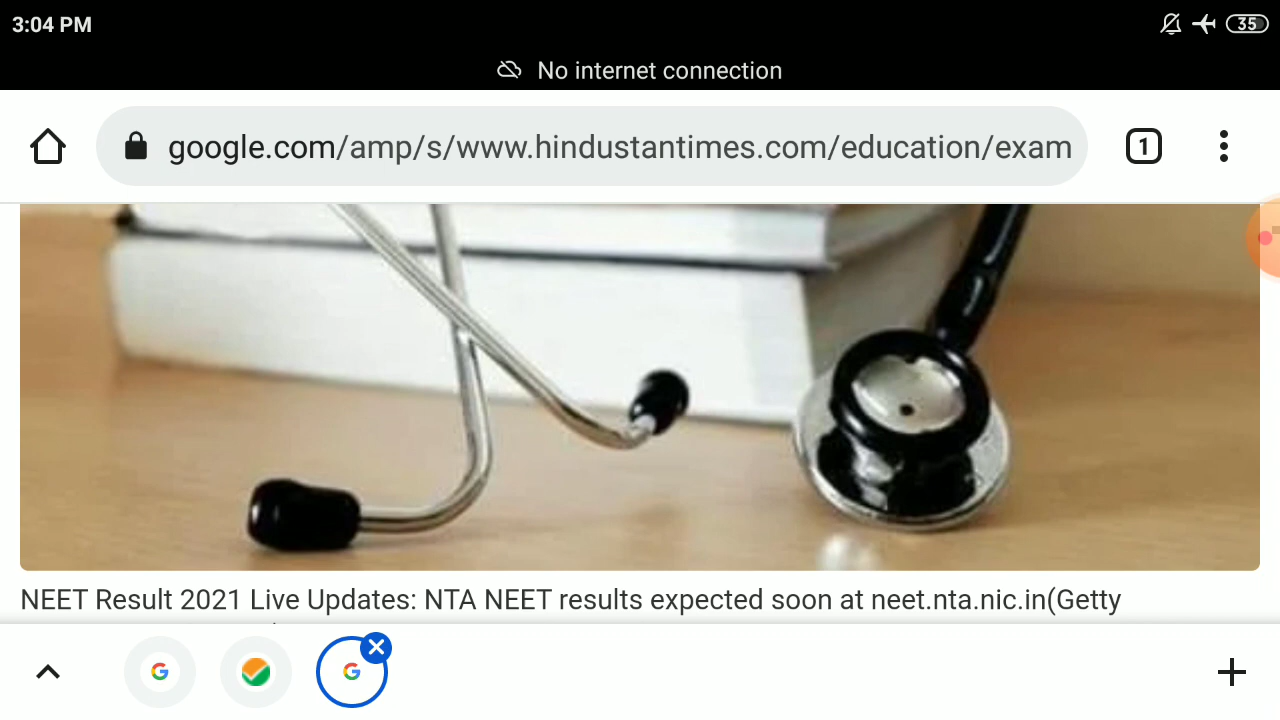 3:04 PM
35
No internet connection
google.com/amp/s/www.hindustantimes.com/education/exam
1
NEET Result 2021 Live Updates: NTA NEET results expected soon at neet.nta.nic.in(Getty